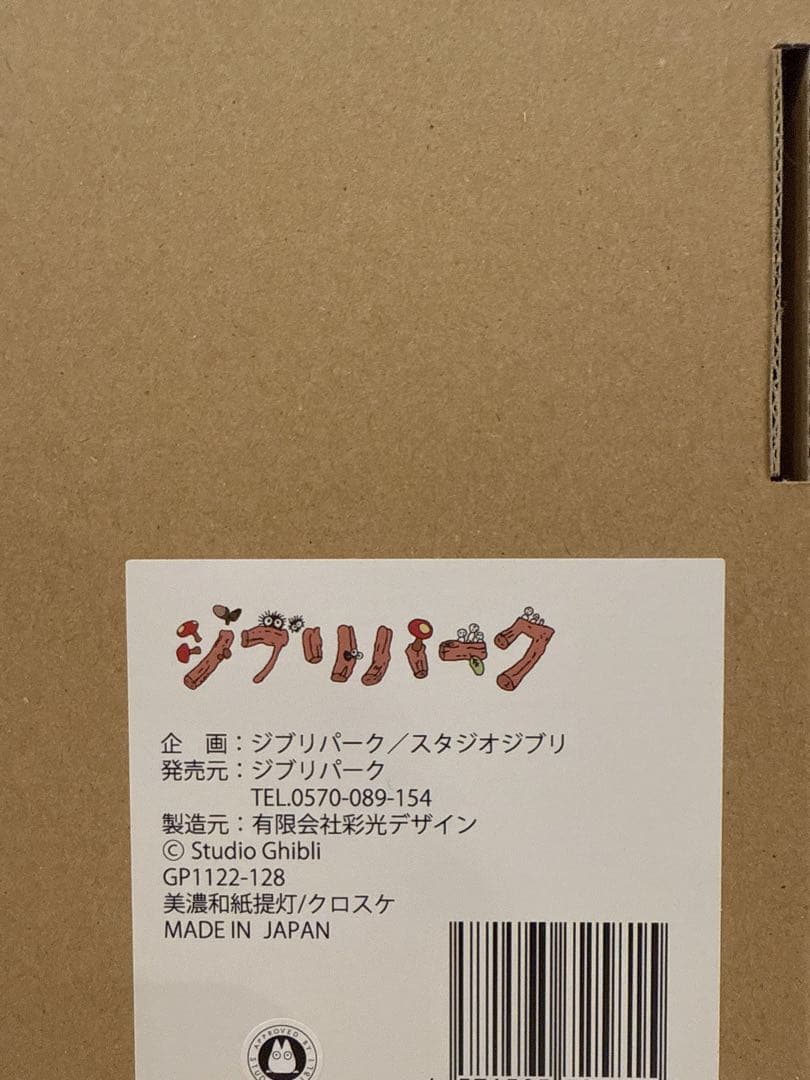 ジブリパーク
企　画：ジブリパーク／スタジオジブリ
発売元：ジブリパーク
TEL.0570-089-154
製造元：有限会社彩光デザイン
© Studio Ghibli
GP1122-128
美濃和紙提灯/クロスケ
MADE IN JAPAN
APPROVED BY